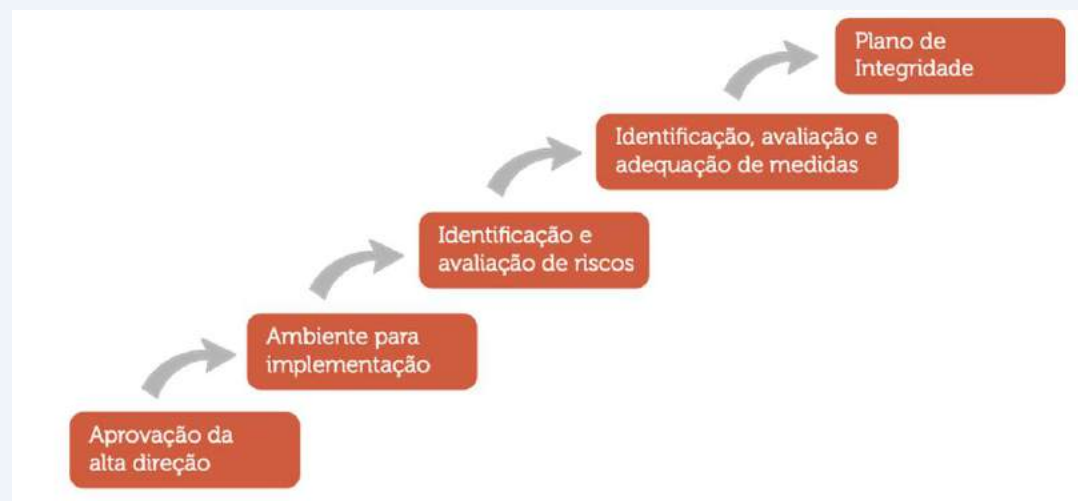 Plano de
Integridade
Identificação, avaliação e
adequação de medidas
Identificação e
avaliação de riscos
Ambiente para
implementação
Aprovação da
alta direção